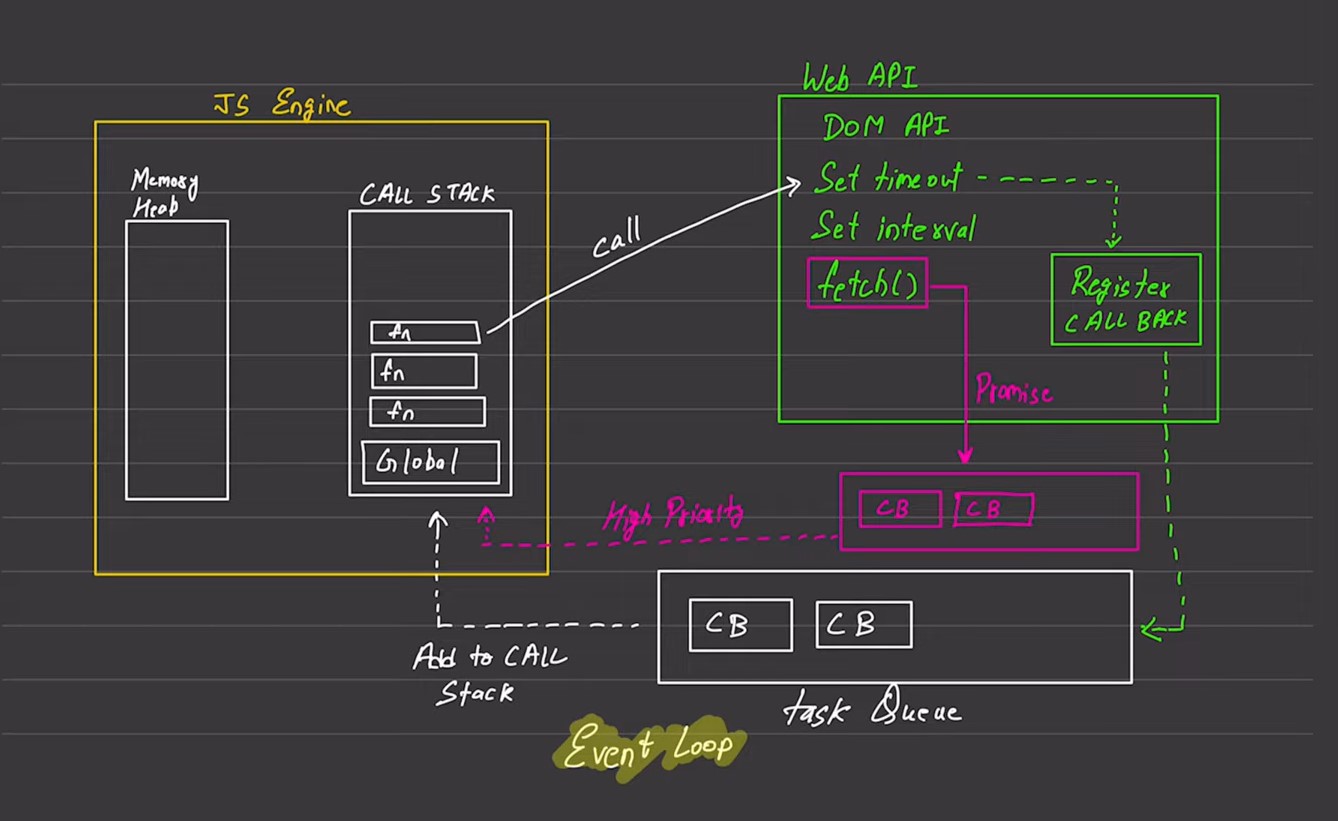 JS Engine
Memory
Heap
CALL STACK
fn
fn
fn
Global
call
Web API
DOM API
Set timeout
Set interval
fetch()
Register
CALL BACK
Promise
High Priority
CB
CB
CB
CB
Add to CALL
Stack
task Queue
Event Loop